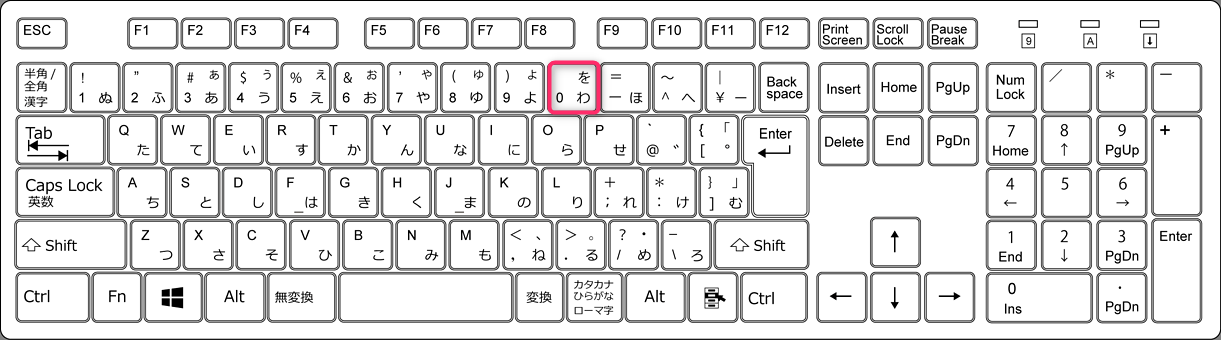 ESC F1 F2 F3 F4 F5 F6 F7 F8 F9 F10 F11 F12 Print Screen Scroll Lock Pause Break 9 A ⬇
半角/全角 漢字 ! 1 ぬ " 2 ふ # ぁ 3 あ $ ぅ 4 う % ぇ 5 え & ぉ 6 お ' ゃ 7 や ( ゅ 8 ゆ ) ょ 9 よ を 0 わ = ー ほ ～ ^ へ | ¥ ー Back space Insert Home PgUp Num Lock ／ * ー
Tab Q た W て E い R す T か Y ん U な I に O ら P せ ` @ ゛ { 「 [ ゜ Enter Delete End PgDn 7 Home 8 ↑ 9 PgUp +
Caps Lock 英数 A ち S と D し F _は G き H く J _ま K の L り + ; れ * : け } 」 ] む 4 ← 5 6 →
Shift Z つ X さ C そ V ひ B こ N み M も < 、 , ね > 。 . る ? ・ / め _ \ ろ Shift ↑ 1 End 2 ↓ 3 PgDn Enter
Ctrl Fn Alt 無変換 変換 カタカナ ひらがな ローマ字 Alt Ctrl ← ↓ → 0 Ins . PgDn